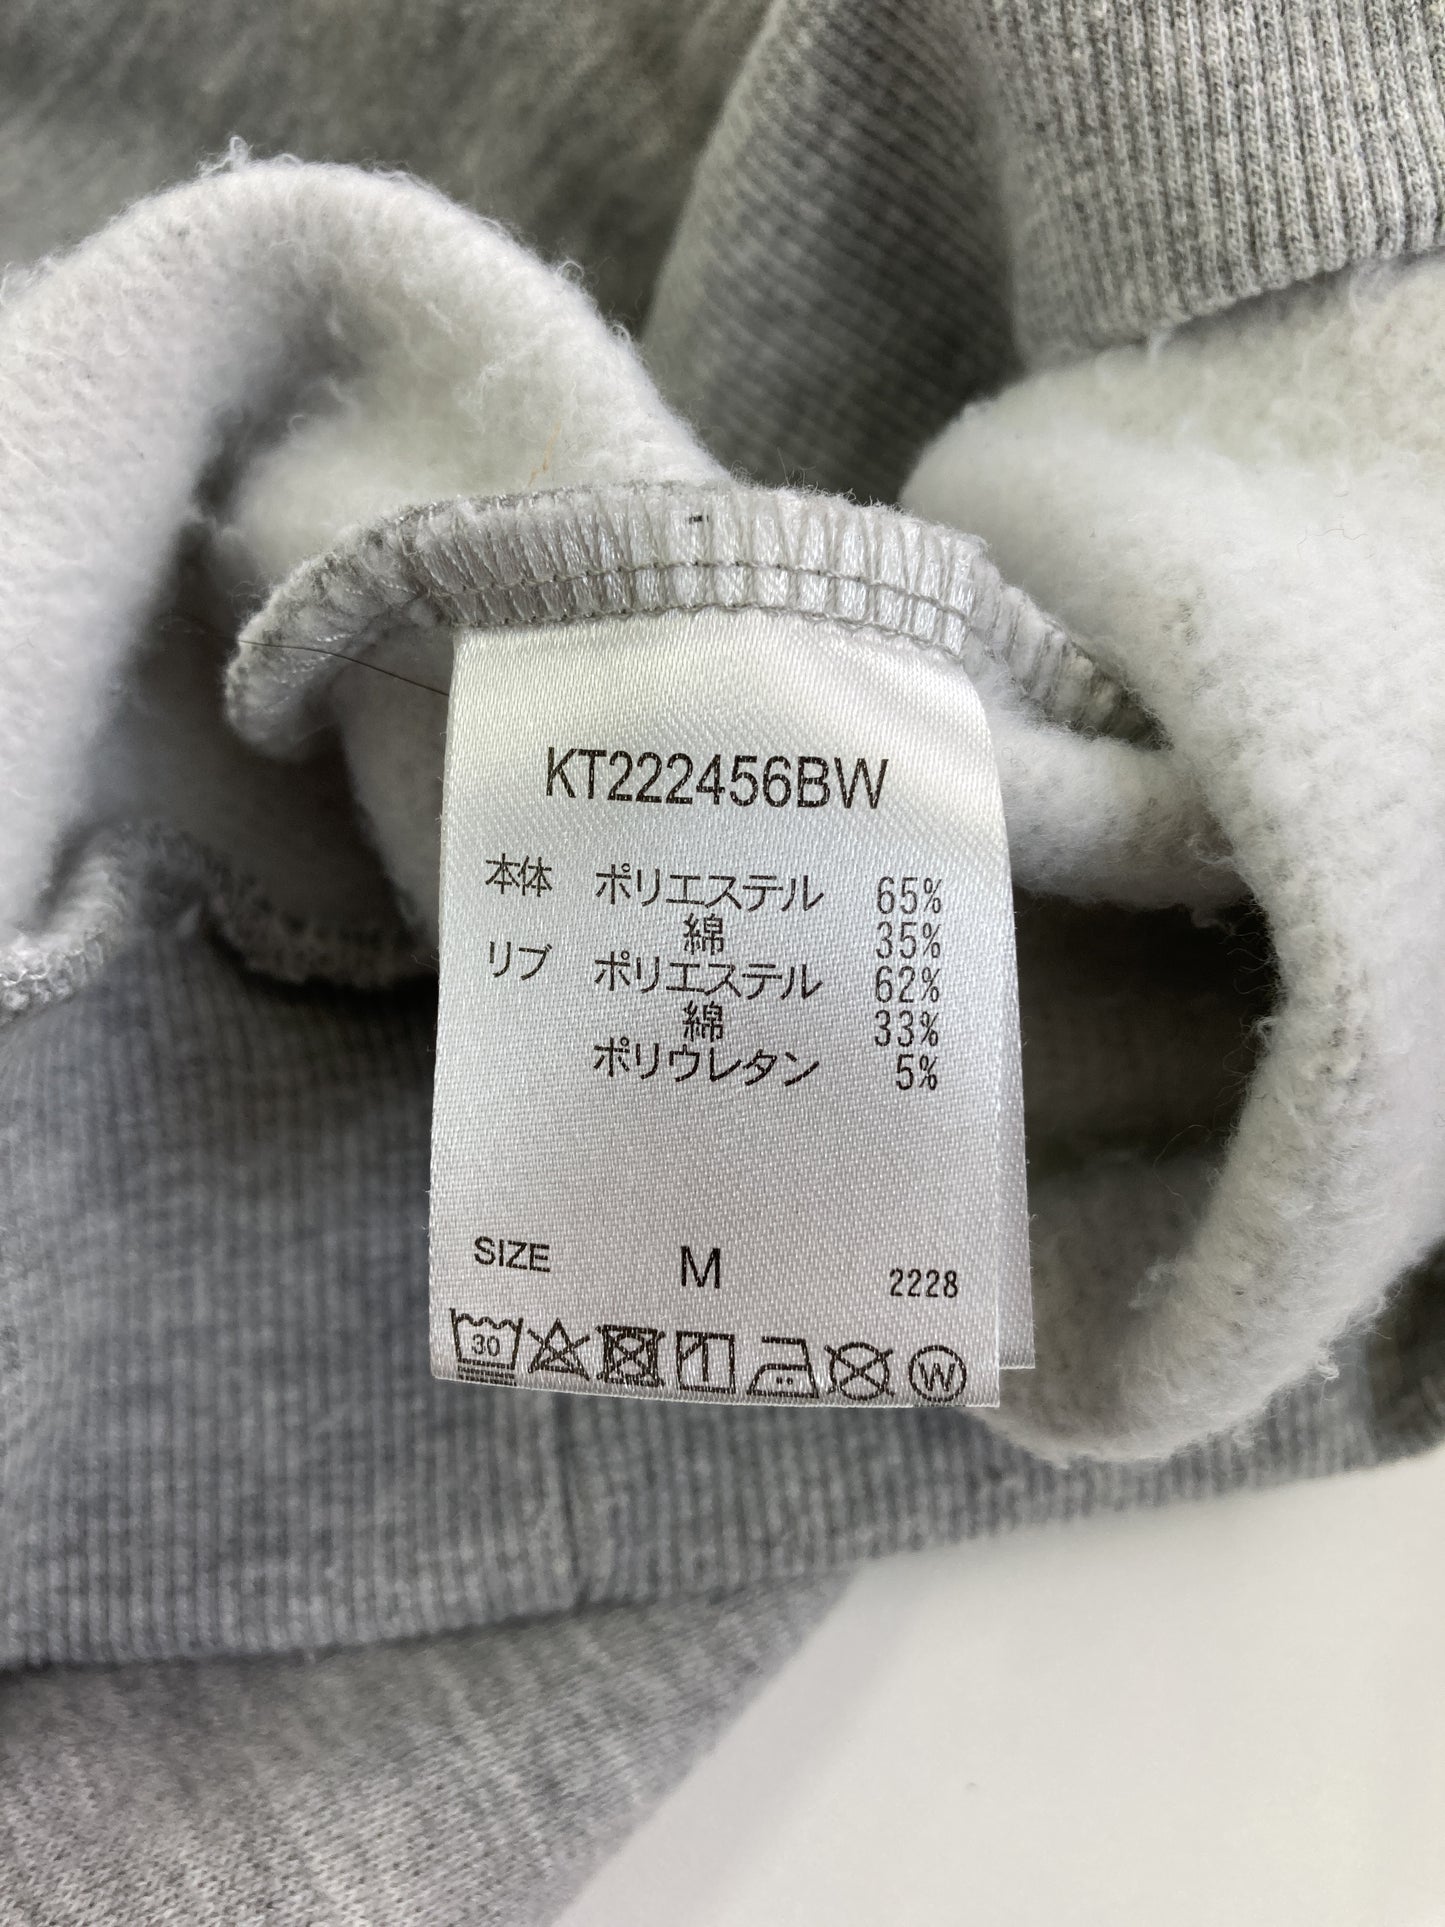 KT222456BW
本体 ポリエステル 65%
綿 35%
リブ ポリエステル 62%
綿 33%
ポリウレタン 5%
SIZE M 2228
30 W